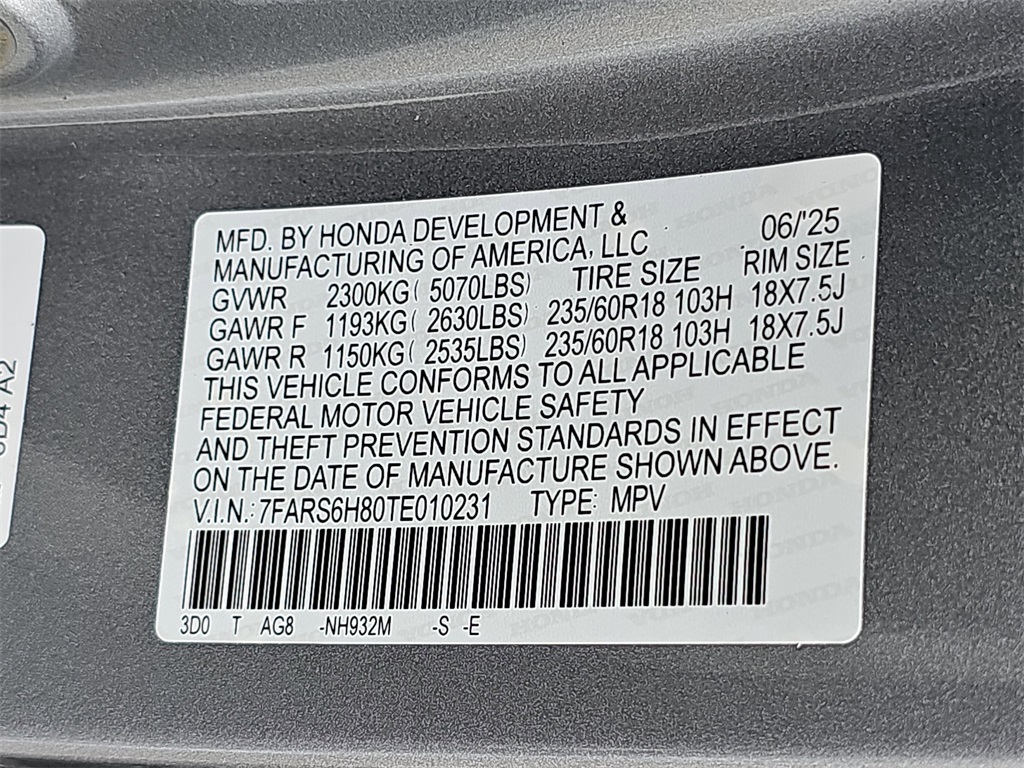 MFD. BY HONDA DEVELOPMENT &
MANUFACTURING OF AMERICA, LLC 06/'25
GVWR 2300KG( 5070LBS) TIRE SIZE RIM SIZE
GAWR F 1193KG( 2630LBS) 235/60R18 103H 18X7.5J
GAWR R 1150KG( 2535LBS) 235/60R18 103H 18X7.5J
THIS VEHICLE CONFORMS TO ALL APPLICABLE
FEDERAL MOTOR VEHICLE SAFETY
AND THEFT PREVENTION STANDARDS IN EFFECT
ON THE DATE OF MANUFACTURE SHOWN ABOVE.
V.I.N.: 7FARS6H80TE010231 TYPE: MPV
3D0 T AG8 -NH932M -S -E
A2